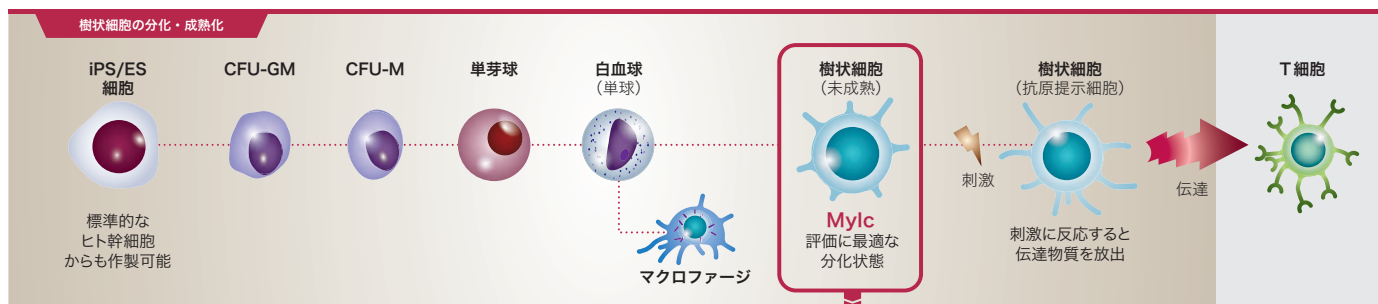 樹状細胞の分化・成熟化
iPS/ES
細胞
標準的な
ヒト幹細胞
からも作製可能
CFU-GM
CFU-M
単芽球
白血球
（単球）
マクロファージ
樹状細胞
（未成熟）
Mylc
評価に最適な
分化状態
刺激
樹状細胞
（抗原提示細胞）
刺激に反応すると
伝達物質を放出
伝達
T細胞